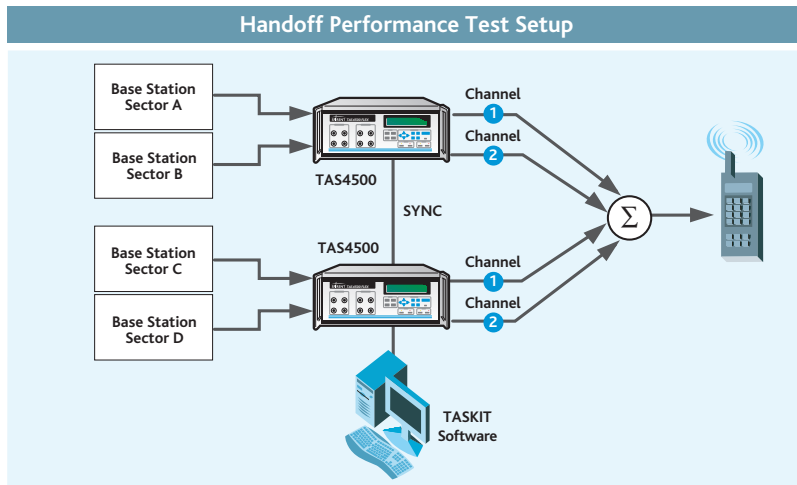 Handoff Performance Test Setup
Base Station
Sector A
Base Station
Sector B
Channel
1
Channel
2
TAS4500
SYNC
TAS4500
Base Station
Sector C
Base Station
Sector D
Channel
1
Channel
2
Σ
TASKIT
Software